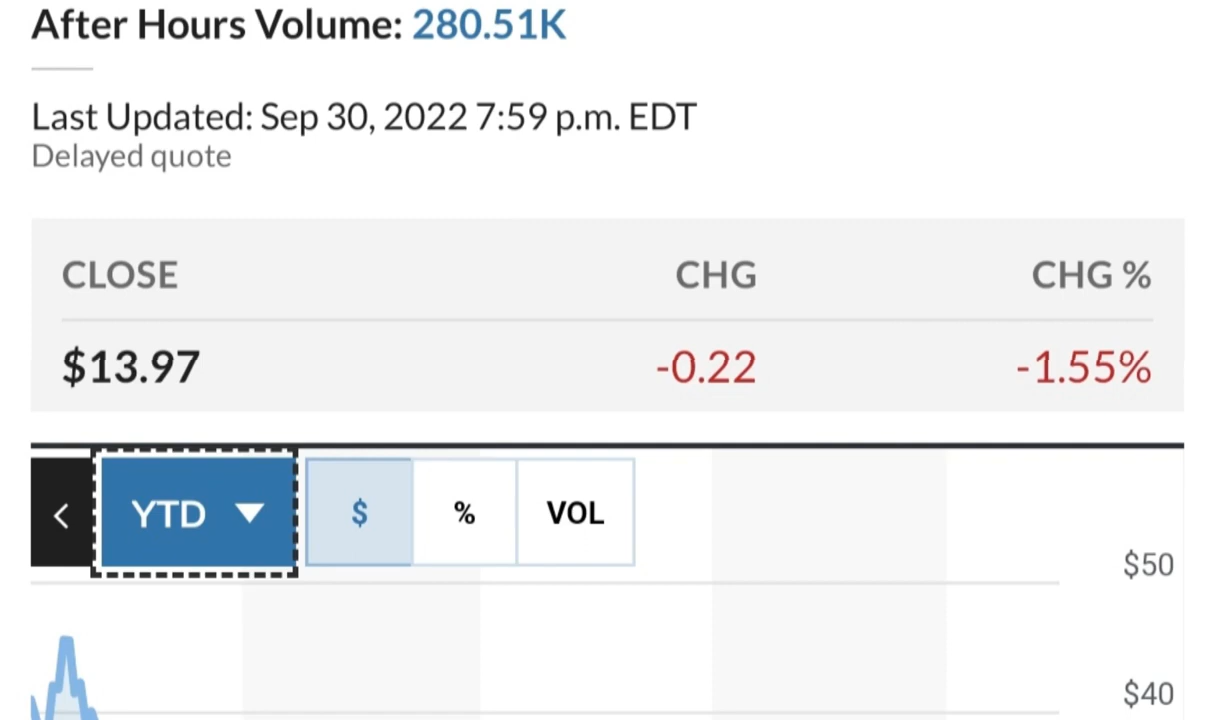 After Hours Volume: 280.51K
Last Updated: Sep 30, 2022 7:59 p.m. EDT
Delayed quote
CLOSE CHG CHG %
$13.97 -0.22 -1.55%
< YTD ▼ $ % VOL
$50
$40